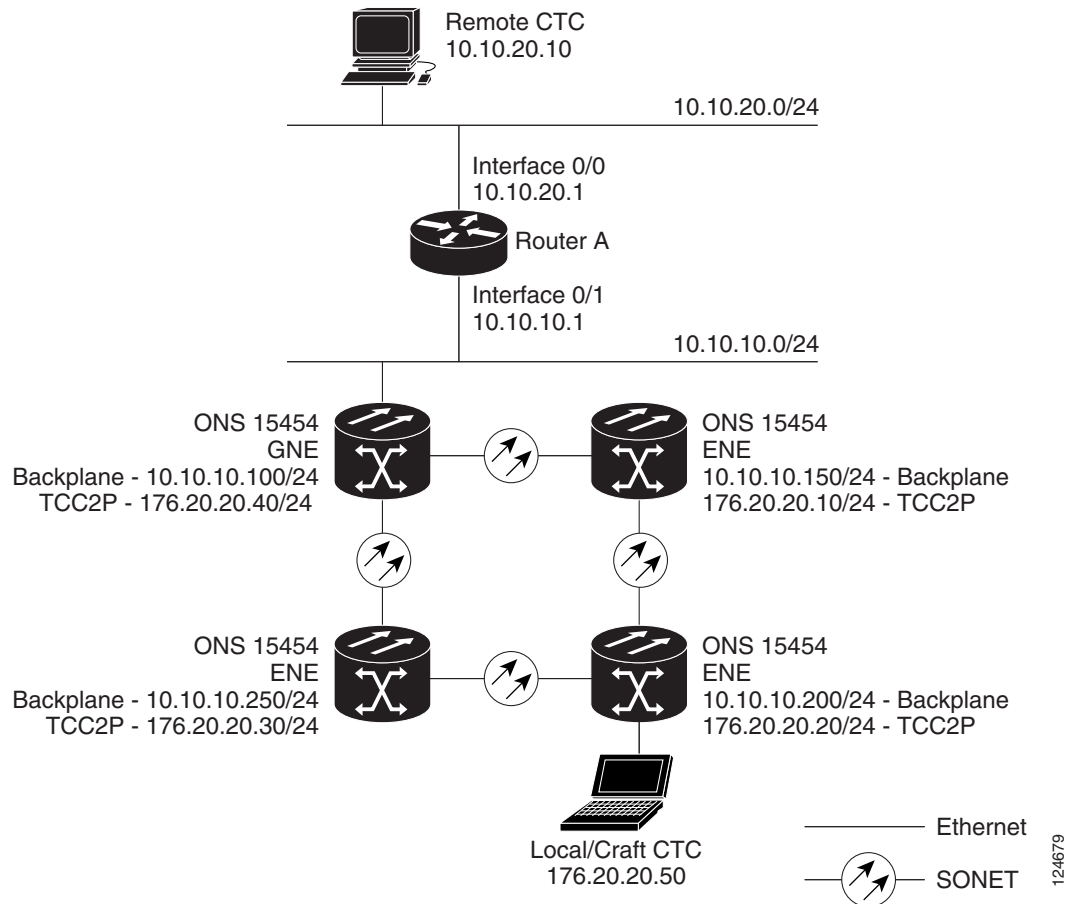 Remote CTC
10.10.20.10
10.10.20.0/24
Interface 0/0
10.10.20.1
Router A
Interface 0/1
10.10.10.1
10.10.10.0/24
ONS 15454
GNE
Backplane - 10.10.10.100/24
TCC2P - 176.20.20.40/24
ONS 15454
ENE
10.10.10.150/24 - Backplane
176.20.20.10/24 - TCC2P
ONS 15454
ENE
Backplane - 10.10.10.250/24
TCC2P - 176.20.20.30/24
ONS 15454
ENE
10.10.10.200/24 - Backplane
176.20.20.20/24 - TCC2P
Local/Craft CTC
176.20.20.50
Ethernet
SONET
124679